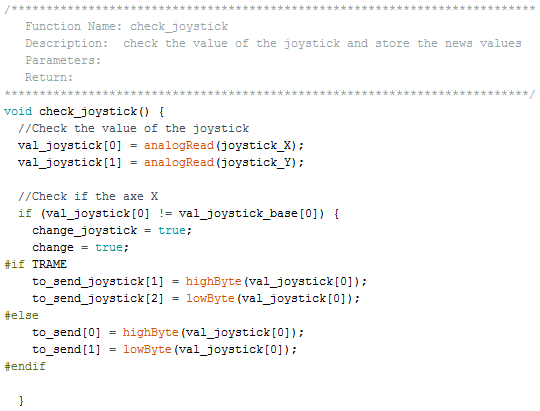 /***************************************************************************
Function Name: check_joystick
Description:  check the value of the joystick and store the news values
Parameters:
Return:
***************************************************************************/
void check_joystick() {
  //Check the value of the joystick
  val_joystick[0] = analogRead(joystick_X);
  val_joystick[1] = analogRead(joystick_Y);

  //Check if the axe X
  if (val_joystick[0] != val_joystick_base[0]) {
    change_joystick = true;
    change = true;
#if TRAME
    to_send_joystick[1] = highByte(val_joystick[0]);
    to_send_joystick[2] = lowByte(val_joystick[0]);
#else
    to_send[0] = highByte(val_joystick[0]);
    to_send[1] = lowByte(val_joystick[0]);
#endif

  }